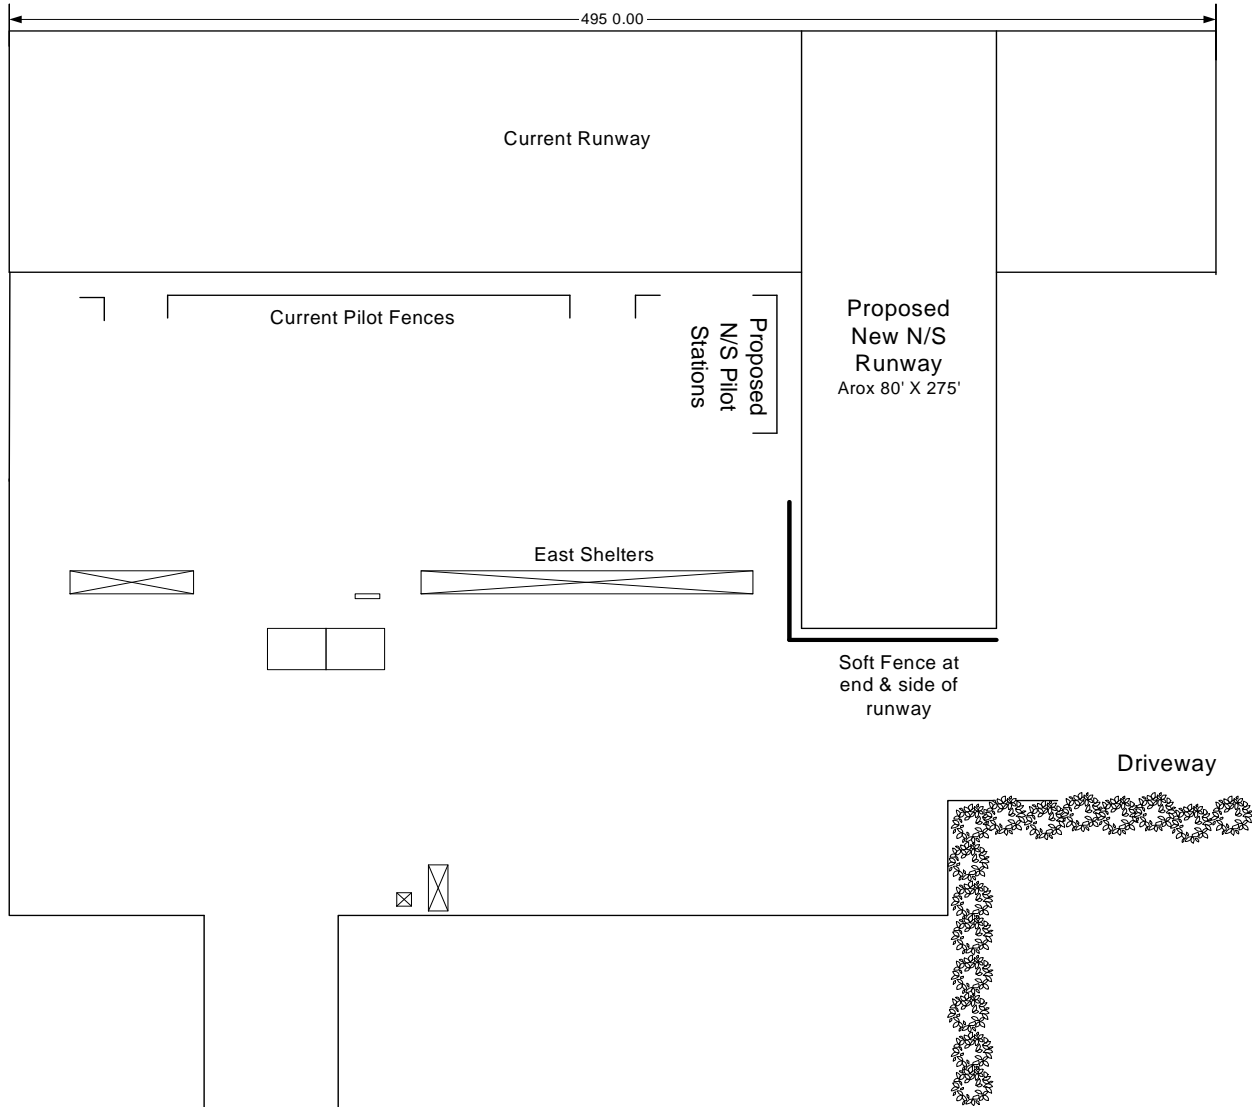 495 0.00
Current Runway
Current Pilot Fences
Proposed
N/S Pilot
Stations
Proposed
New N/S
Runway
Arox 80' X 275'
East Shelters
Soft Fence at
end & side of
runway
Driveway